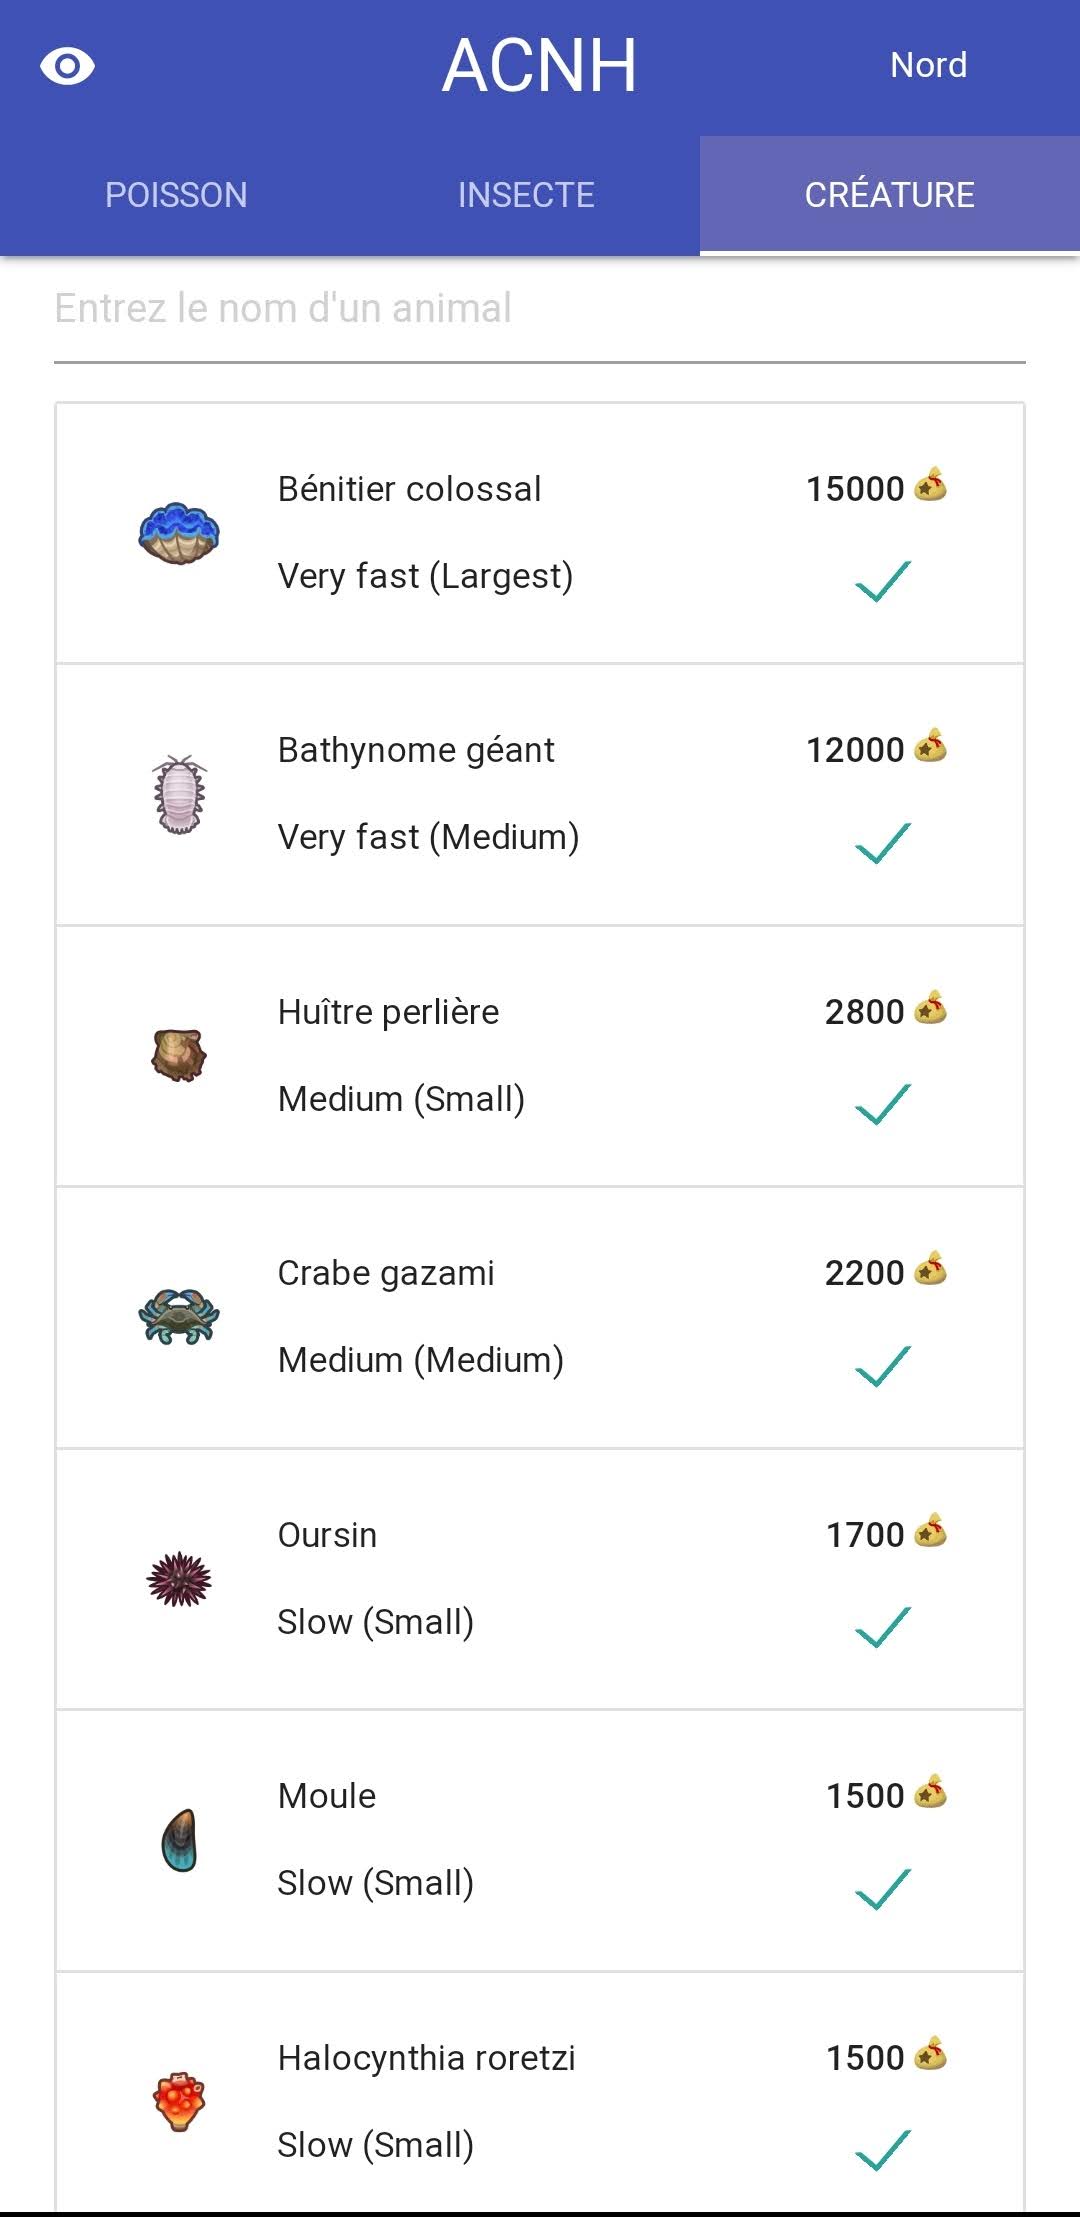 ACNH
Nord
POISSON
INSECTE
CRÉATURE
Entrez le nom d'un animal
Bénitier colossal
15000
Very fast (Largest)
Bathynome géant
12000
Very fast (Medium)
Huître perlière
2800
Medium (Small)
Crabe gazami
2200
Medium (Medium)
Oursin
1700
Slow (Small)
Moule
1500
Slow (Small)
Halocynthia roretzi
1500
Slow (Small)